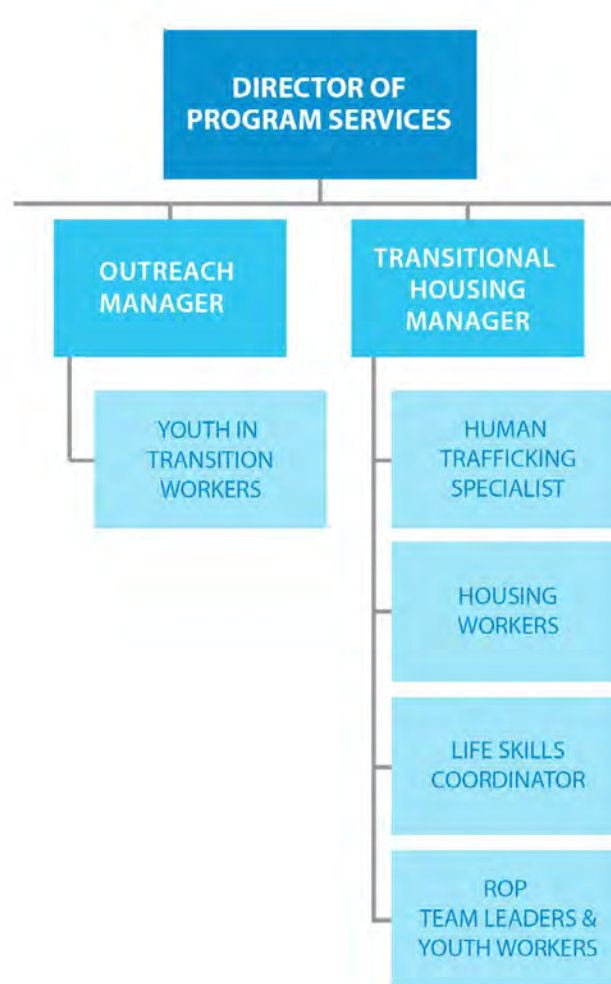 DIRECTOR OF
PROGRAM SERVICES
OUTREACH
MANAGER
TRANSITIONAL
HOUSING
MANAGER
YOUTH IN
TRANSITION
WORKERS
HUMAN
TRAFFICKING
SPECIALIST
HOUSING
WORKERS
LIFE SKILLS
COORDINATOR
ROP
TEAM LEADERS &
YOUTH WORKERS